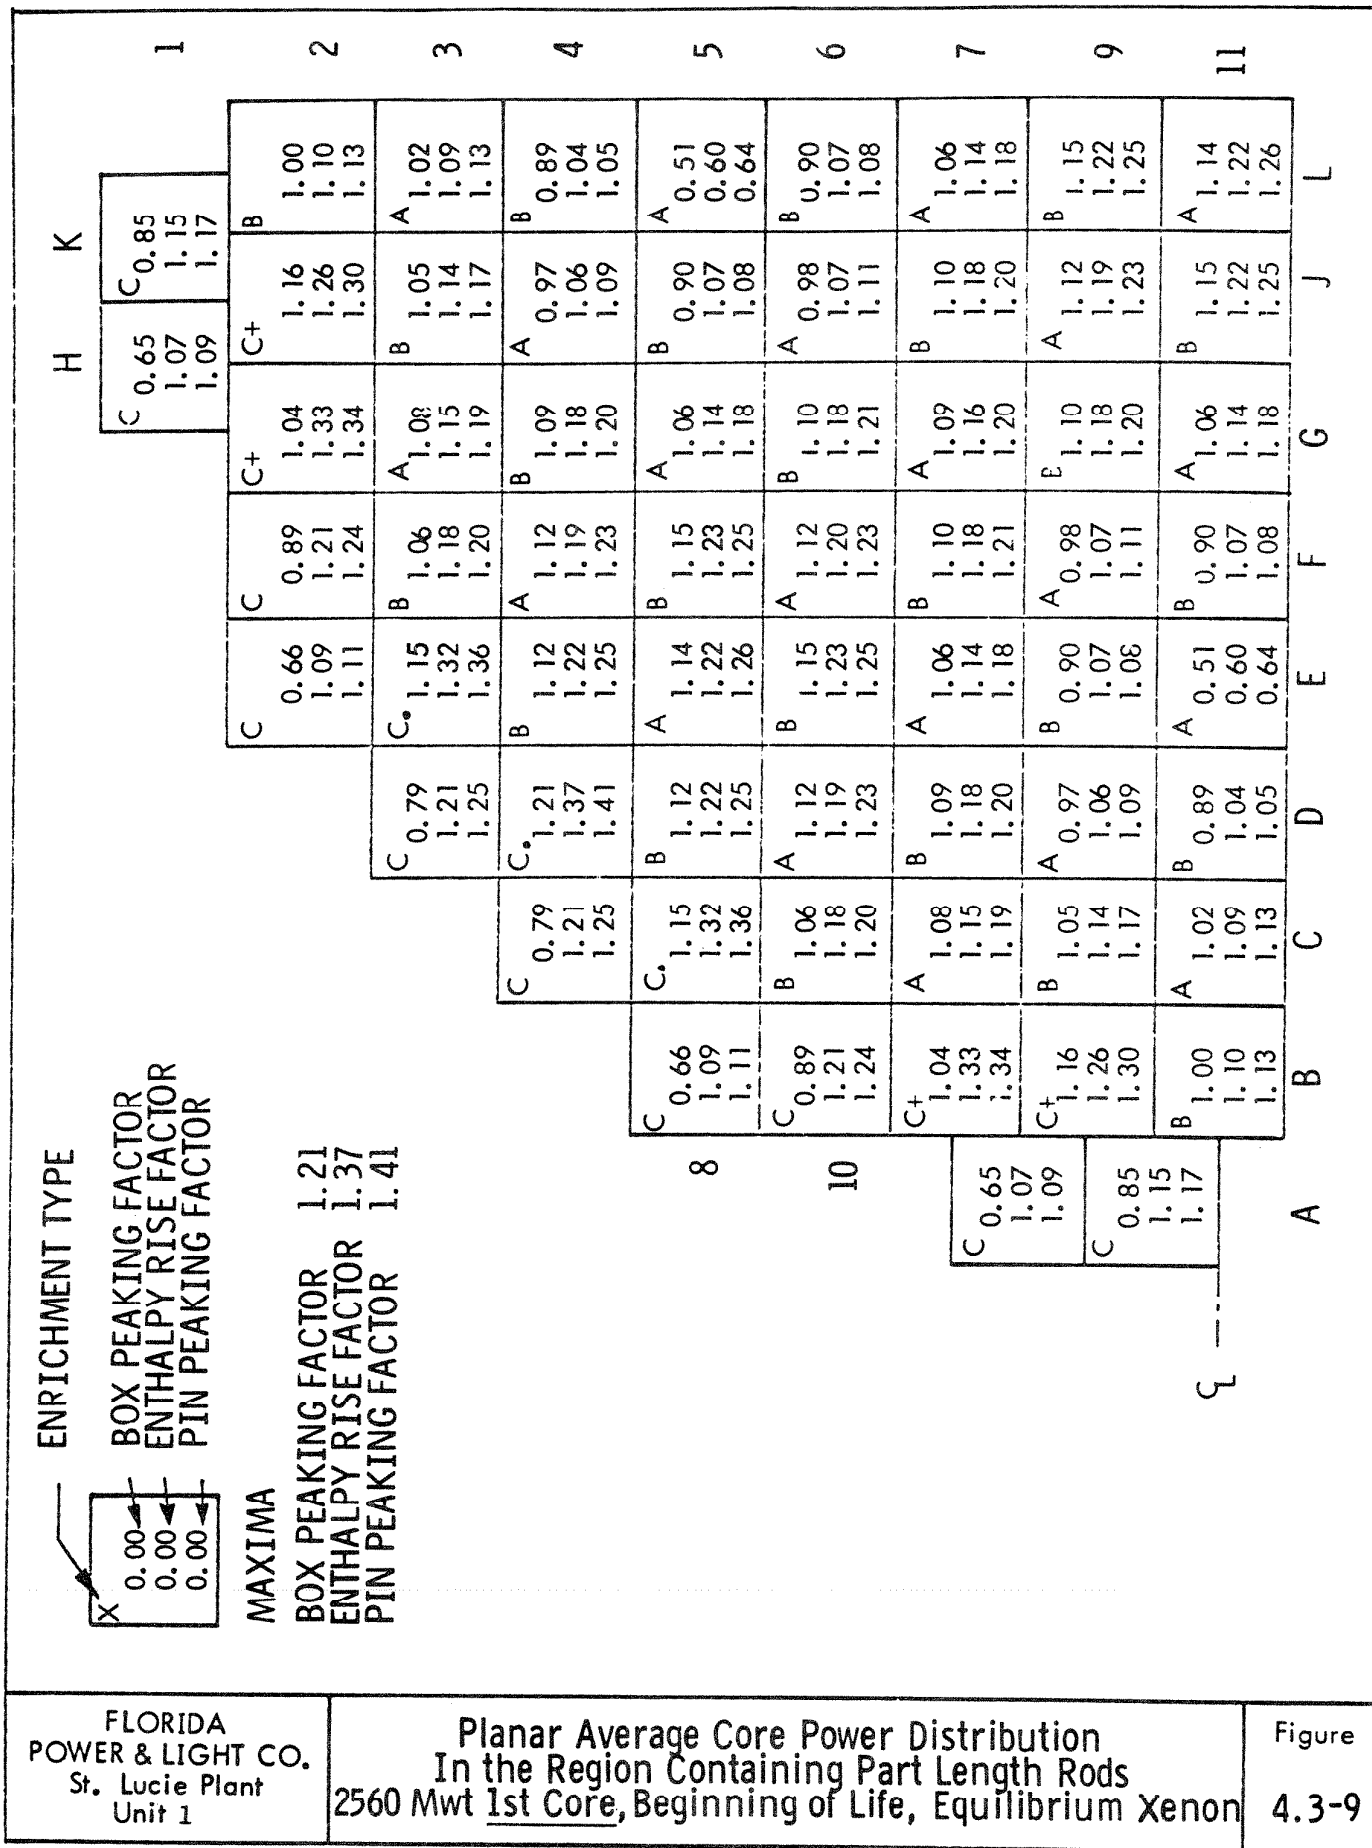 ENRICHMENT TYPE
X
0.00 BOX PEAKING FACTOR
0.00 ENTHALPY RISE FACTOR
0.00 PIN PEAKING FACTOR
MAXIMA
BOX PEAKING FACTOR 1.21
ENTHALPY RISE FACTOR 1.37
PIN PEAKING FACTOR 1.41
H K
C C
0.65 0.85 1
1.07 1.15
1.09 1.17
C C C+ C+ B
0.66 0.89 1.04 1.16 1.00 2
1.09 1.21 1.33 1.26 1.10
1.11 1.24 1.34 1.30 1.13
C C. B A B A
0.79 1.15 1.06 1.08 1.05 1.02 3
1.21 1.32 1.18 1.15 1.14 1.09
1.25 1.36 1.20 1.19 1.17 1.13
C C. B A B A B
0.79 1.21 1.12 1.12 1.09 0.97 0.89 4
1.21 1.37 1.22 1.19 1.18 1.06 1.04
1.25 1.41 1.25 1.23 1.20 1.09 1.05
C C. B A B A B A
8 0.66 1.15 1.12 1.14 1.15 1.06 0.90 0.51 5
1.09 1.32 1.22 1.22 1.23 1.14 1.07 0.60
1.11 1.36 1.25 1.26 1.25 1.18 1.08 0.64
C B A B A B A B
10 0.89 1.06 1.12 1.15 1.12 1.10 0.98 0.90 6
1.21 1.18 1.19 1.23 1.20 1.18 1.07 1.07
1.24 1.20 1.23 1.25 1.23 1.21 1.11 1.08
C C+ A B A B A B A
0.65 1.04 1.08 1.09 1.06 1.10 1.09 1.10 1.06 7
1.07 1.33 1.15 1.18 1.14 1.18 1.16 1.18 1.14
1.09 1.34 1.19 1.20 1.18 1.21 1.20 1.20 1.18
C C+ B A B A B A B
0.85 1.16 1.05 0.97 0.90 0.98 1.10 1.12 1.15 9
1.15 1.26 1.14 1.06 1.07 1.07 1.18 1.19 1.22
1.17 1.30 1.17 1.09 1.08 1.11 1.20 1.23 1.25
B A B A B A B A
CL 1.00 1.02 0.89 0.51 0.90 1.06 1.15 1.14 11
1.10 1.09 1.04 0.60 1.07 1.14 1.22 1.22
1.13 1.13 1.05 0.64 1.08 1.18 1.25 1.26
A B C D E F G J L
FLORIDA
POWER & LIGHT CO.
St. Lucie Plant
Unit 1
Planar Average Core Power Distribution
In the Region Containing Part Length Rods
2560 Mwt 1st Core, Beginning of Life, Equilibrium Xenon
Figure
4.3-9